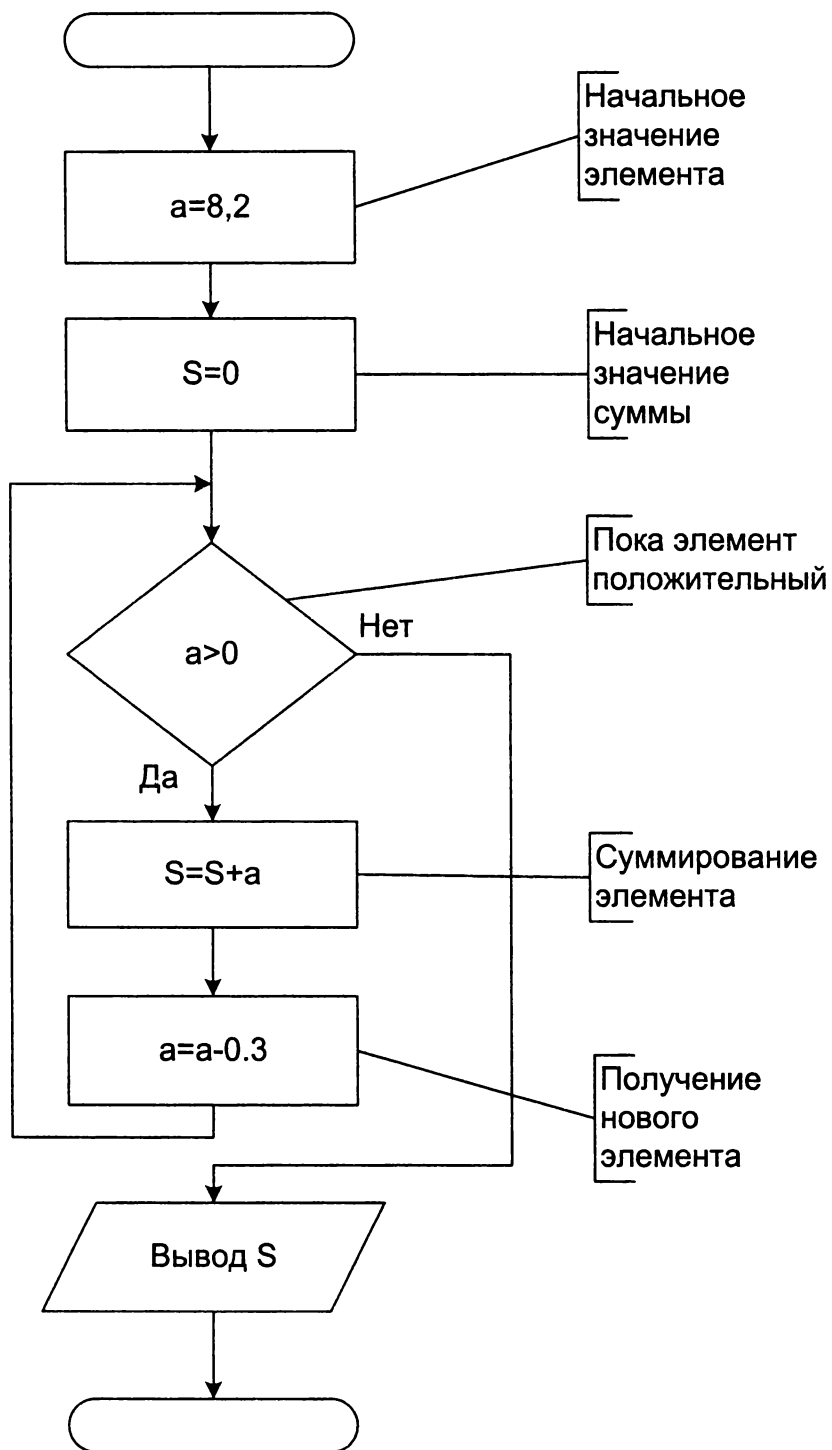 Начальное
значение
элемента
a=8,2
Начальное
значение
суммы
S=0
Пока элемент
положительный
Нет
a>0
Да
S=S+a
Суммирование
элемента
a=a-0.3
Получение
нового
элемента
Вывод S